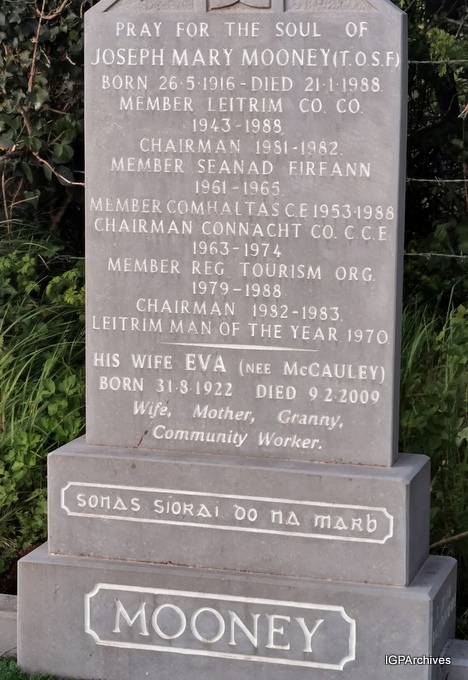 PRAY FOR THE SOUL OF
JOSEPH MARY MOONEY (T.O.S.F)
BORN 26·5·1916 - DIED 21·1·1988.
MEMBER LEITRIM CO. CO.
1943-1988.
CHAIRMAN 1981-1982.
MEMBER SEANAD EIREANN
1961-1965.
MEMBER COMHALTAS C.E 1953-1988
CHAIRMAN CONNACHT CO. C C E.
1963-1974
MEMBER REG. TOURISM ORG.
1979-1988
CHAIRMAN 1982-1983.
LEITRIM MAN OF THE YEAR 1970.
HIS WIFE EVA (NEE McCAULEY)
BORN 31·8·1922 DIED 9·2·2009
Wife, Mother, Granny,
Community Worker.
SONAS SIORAI DO NA MARB
MOONEY
IGPArchives